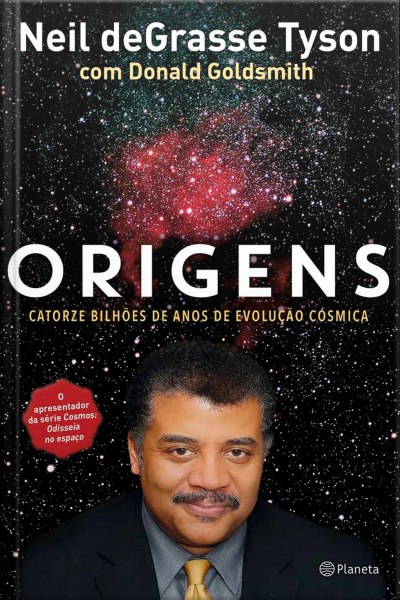 Neil deGrasse Tyson
com Donald Goldsmith
ORIGENS
CATORZE BILHÕES DE ANOS DE EVOLUÇÃO CÓSMICA
O
apresentador
da série Cosmos:
Odisseia
no espaço
Planeta